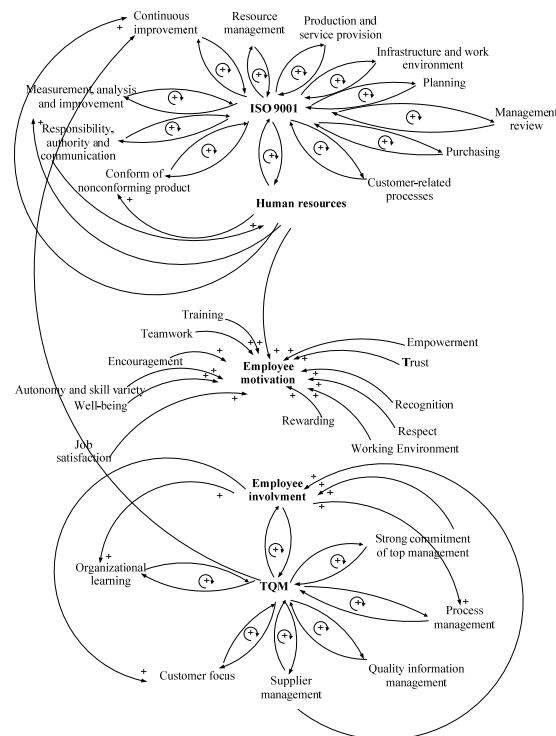 Continuous
improvement
Resource
management
Production and
service provision
Infrastructure and work
environment
Planning
Measurement, analysis
and improvement
ISO 9001
Management
review
Responsibility,
authority and
communication
Purchasing
Conform of
nonconforming product
Customer-related
processes
Human resources
Training
Teamwork
Empowerment
Encouragement
Employee
motivation
Trust
Autonomy and skill variety
Well-being
Recognition
Rewarding
Respect
Working Environment
Job
satisfaction
Employee
involvment
Strong commitment
of top management
Organizational
learning
TQM
Process
management
Customer focus
Supplier
management
Quality information
management